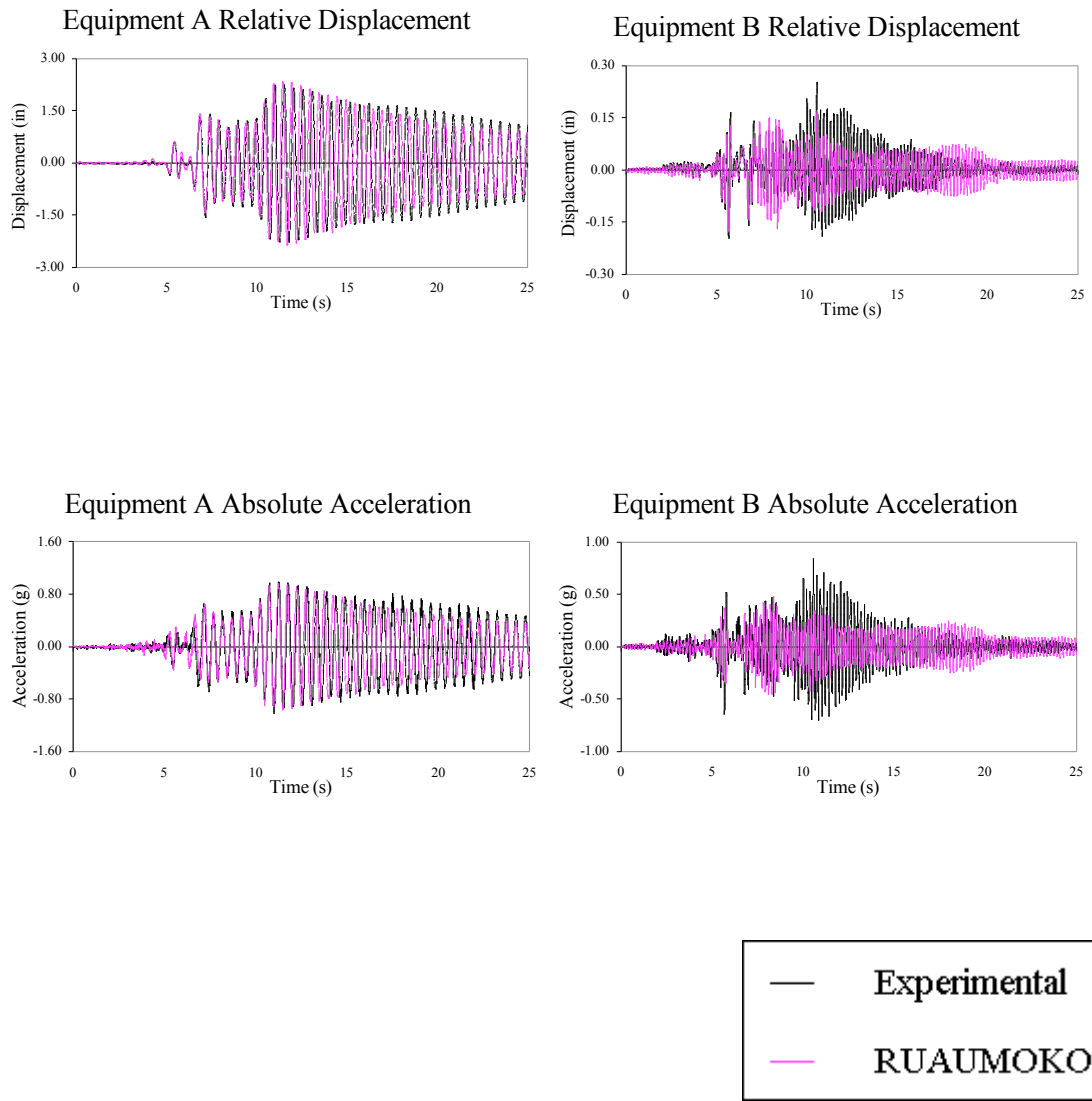 Equipment A Relative Displacement
3.00
1.50
0.00
-1.50
-3.00
Displacement (in)
0 5 10 15 20 25
Time (s)
Equipment B Relative Displacement
0.30
0.15
0.00
-0.15
-0.30
Displacement (in)
0 5 10 15 20 25
Time (s)
Equipment A Absolute Acceleration
1.60
0.80
0.00
-0.80
-1.60
Acceleration (g)
0 5 10 15 20 25
Time (s)
Equipment B Absolute Acceleration
1.00
0.50
0.00
-0.50
-1.00
Acceleration (g)
0 5 10 15 20 25
Time (s)
Experimental
RUAUMOKO